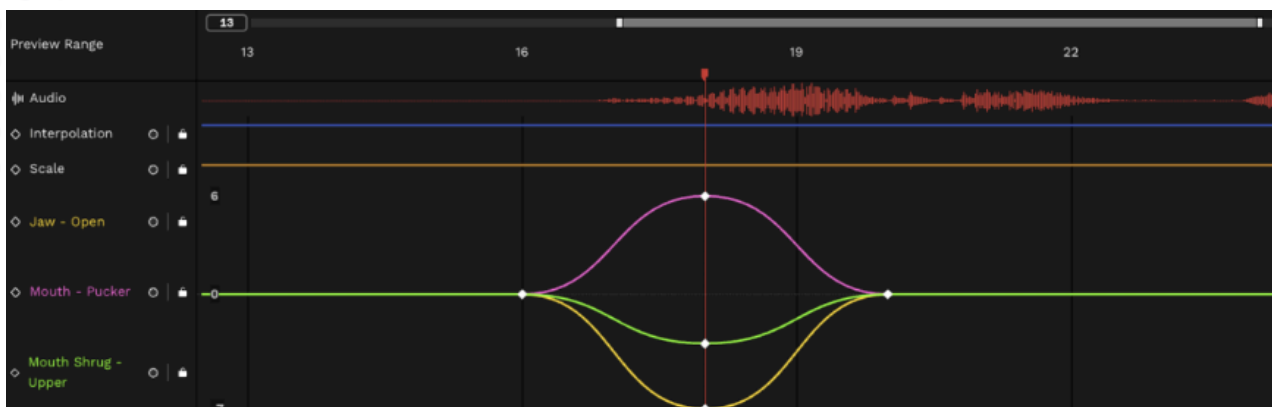 13
Preview Range
13 16 19 22
Audio
Interpolation
Scale
6
Jaw - Open
Mouth - Pucker
0
Mouth Shrug -
Upper